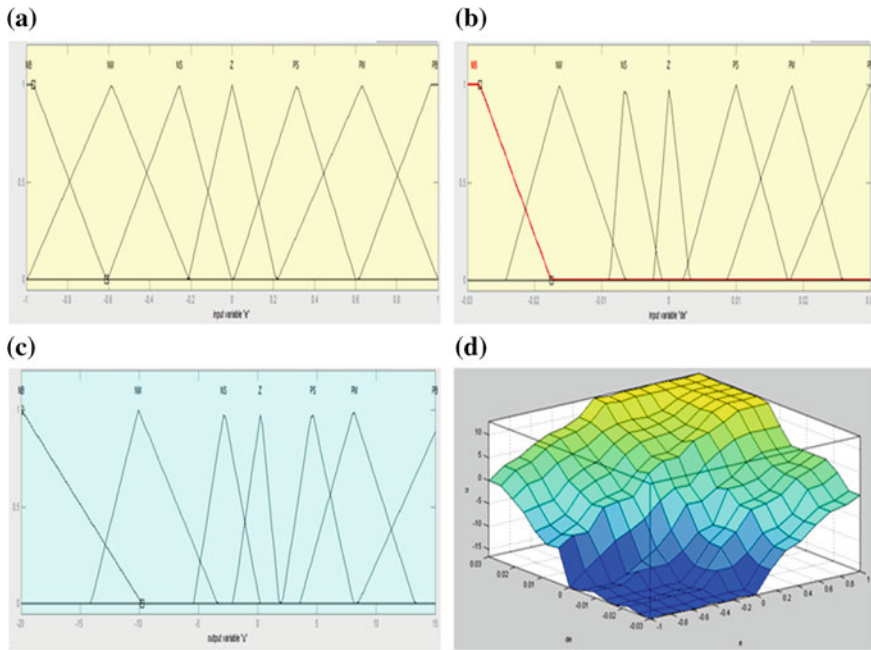 (a)
NB NM NS Z PS PM PB
1
0.5
0
-1 -0.8 -0.6 -0.4 -0.2 0 0.2 0.4 0.6 0.8 1
input variable "e"
(b)
NB NM NS Z PS PM PB
1
0.5
0
-0.03 -0.02 -0.01 0 0.01 0.02 0.03
input variable "de"
(c)
NB NM NS Z PS PM PB
1
0.5
0
-20 -15 -10 -5 0 5 10 15
output variable "u"
(d)
10
5
0
-5
-10
-15
u
0.03 0.02 0.01 0 -0.01 -0.02 -0.03
de
-1 -0.8 -0.6 -0.4 -0.2 0 0.2 0.4 0.6 0.8 1
e